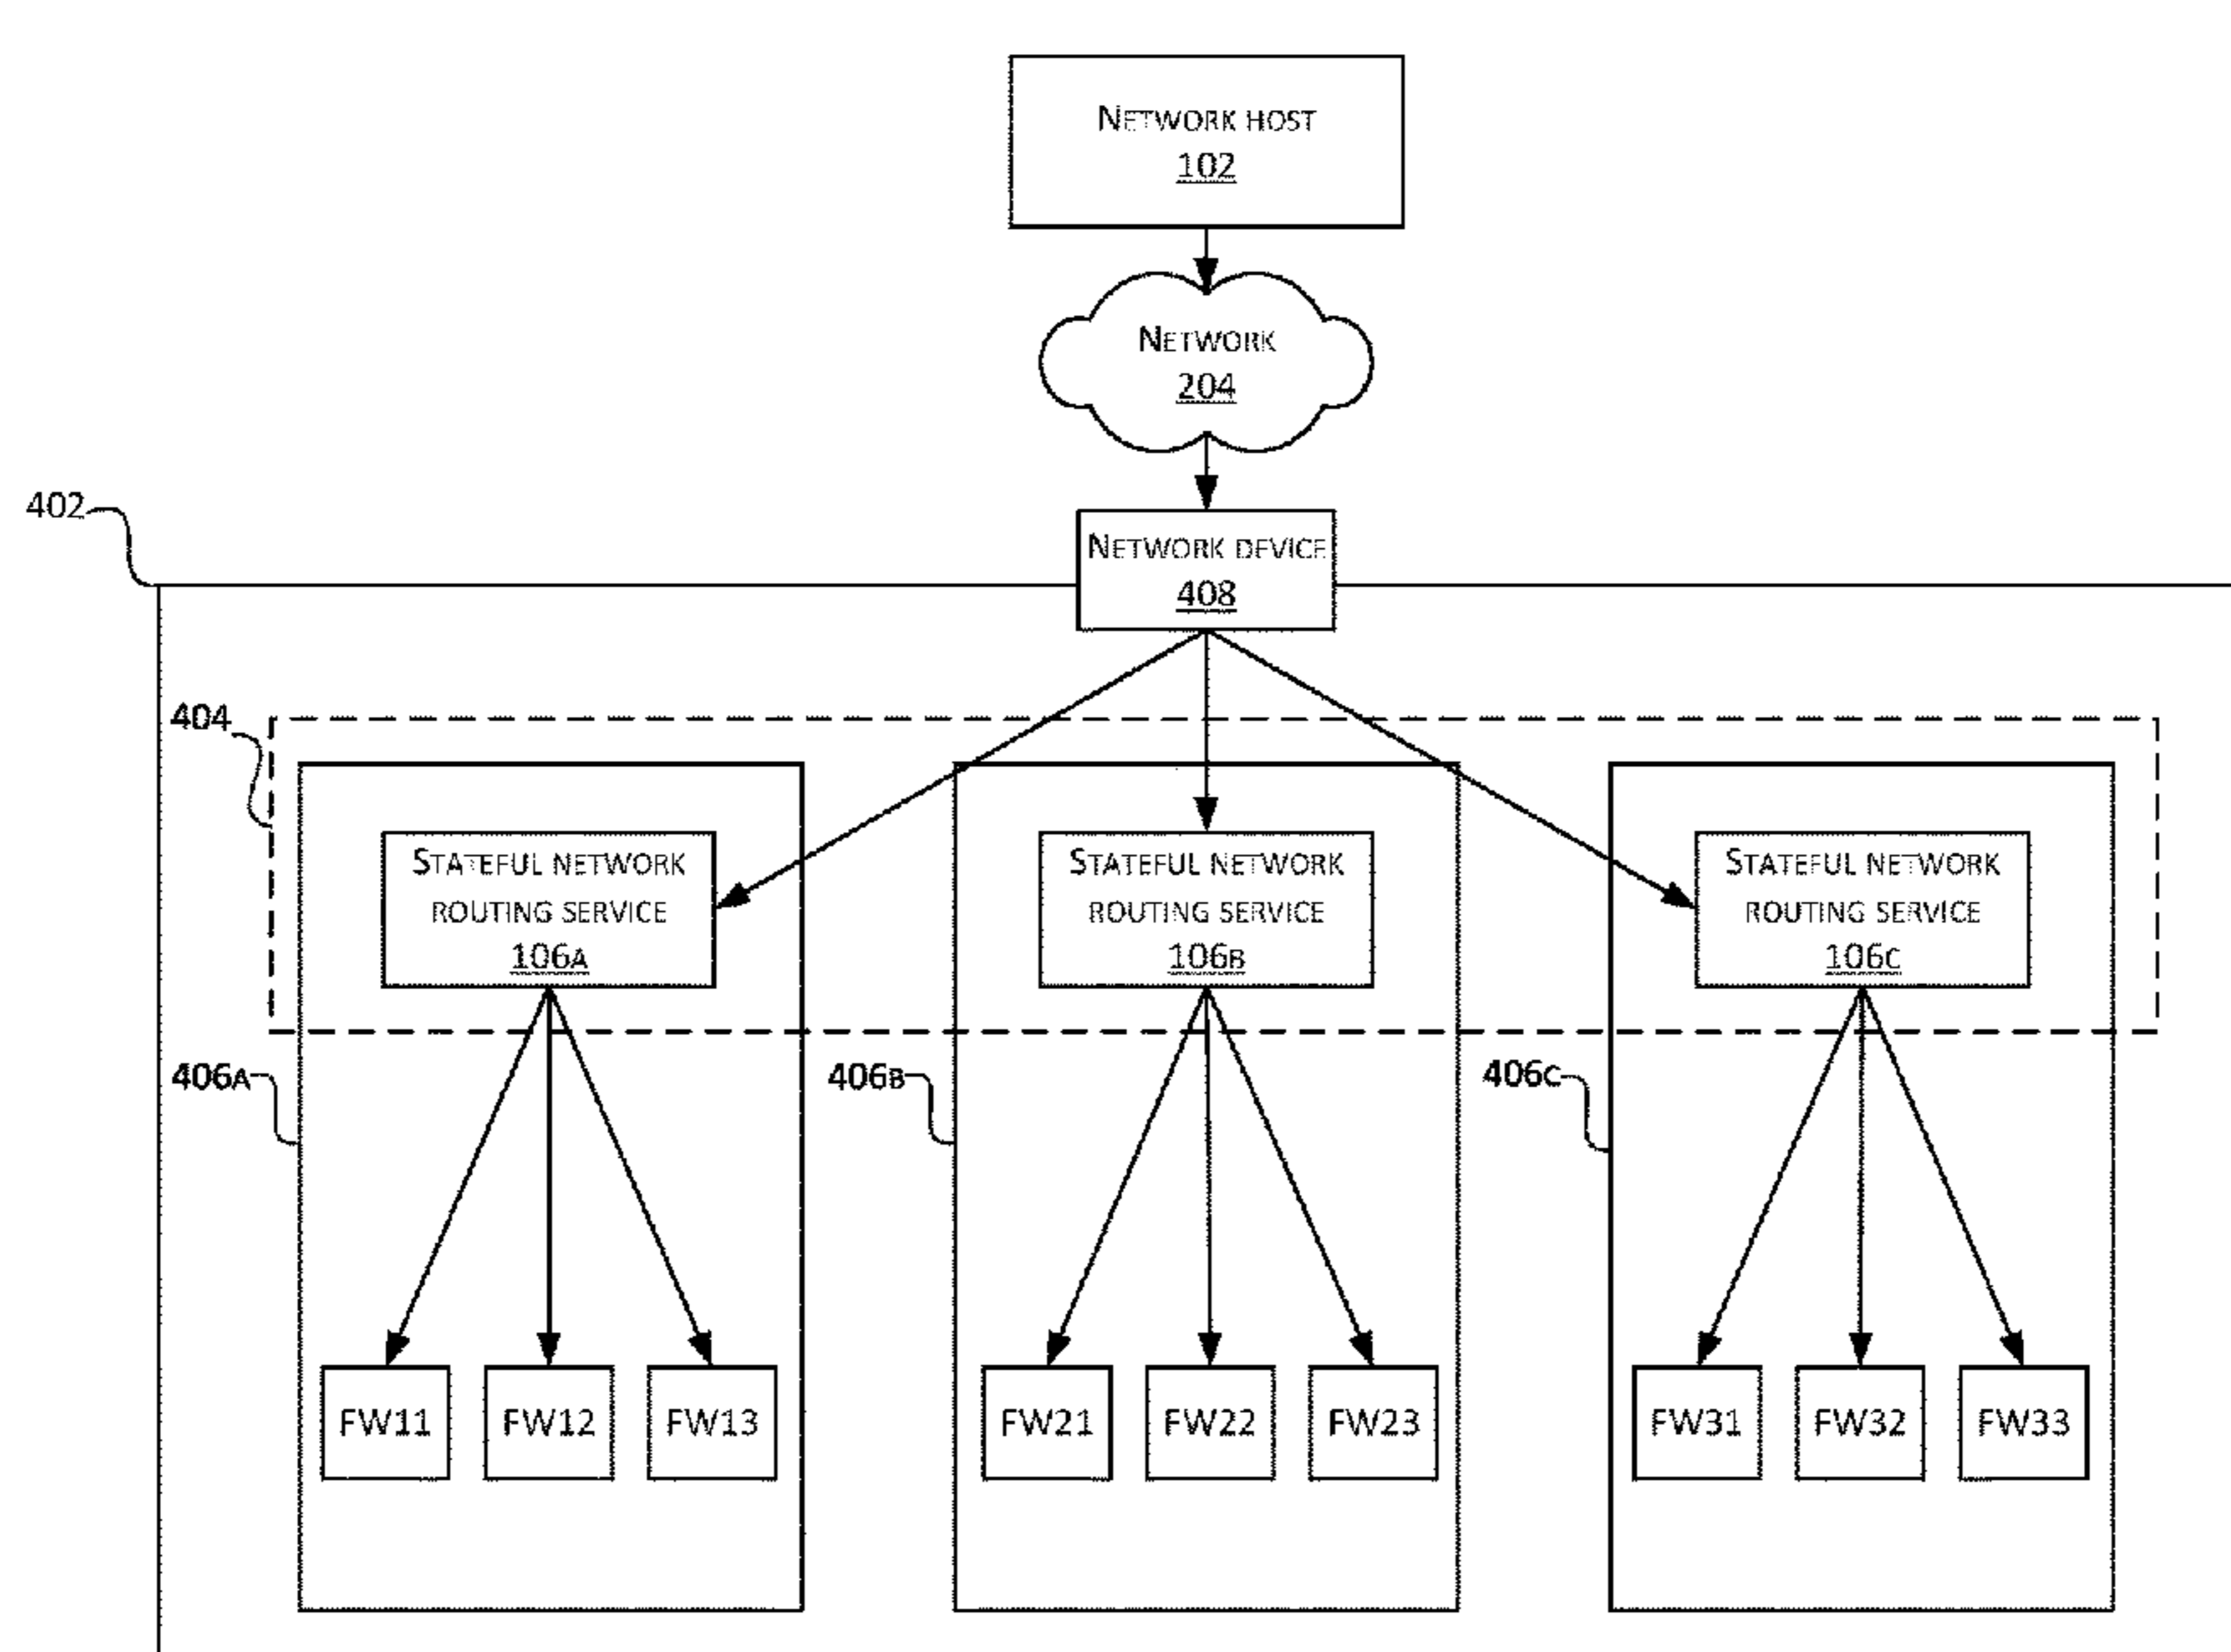 NETWORK HOST
102
NETWORK
204
402
NETWORK DEVICE
408
404
STATEFUL NETWORK
ROUTING SERVICE
106A
STATEFUL NETWORK
ROUTING SERVICE
106B
STATEFUL NETWORK
ROUTING SERVICE
106C
406A
406B
406C
FW11
FW12
FW13
FW21
FW22
FW23
FW31
FW32
FW33